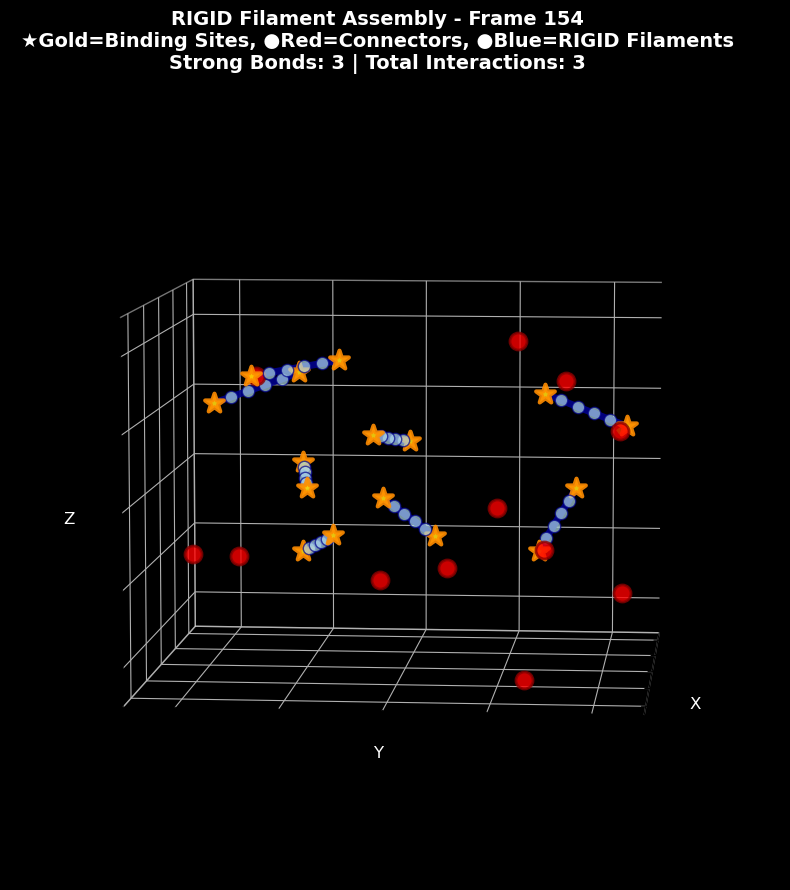 RIGID Filament Assembly - Frame 154
★Gold=Binding Sites, ●Red=Connectors, ●Blue=RIGID Filaments
Strong Bonds: 3 | Total Interactions: 3
Z
X
Y